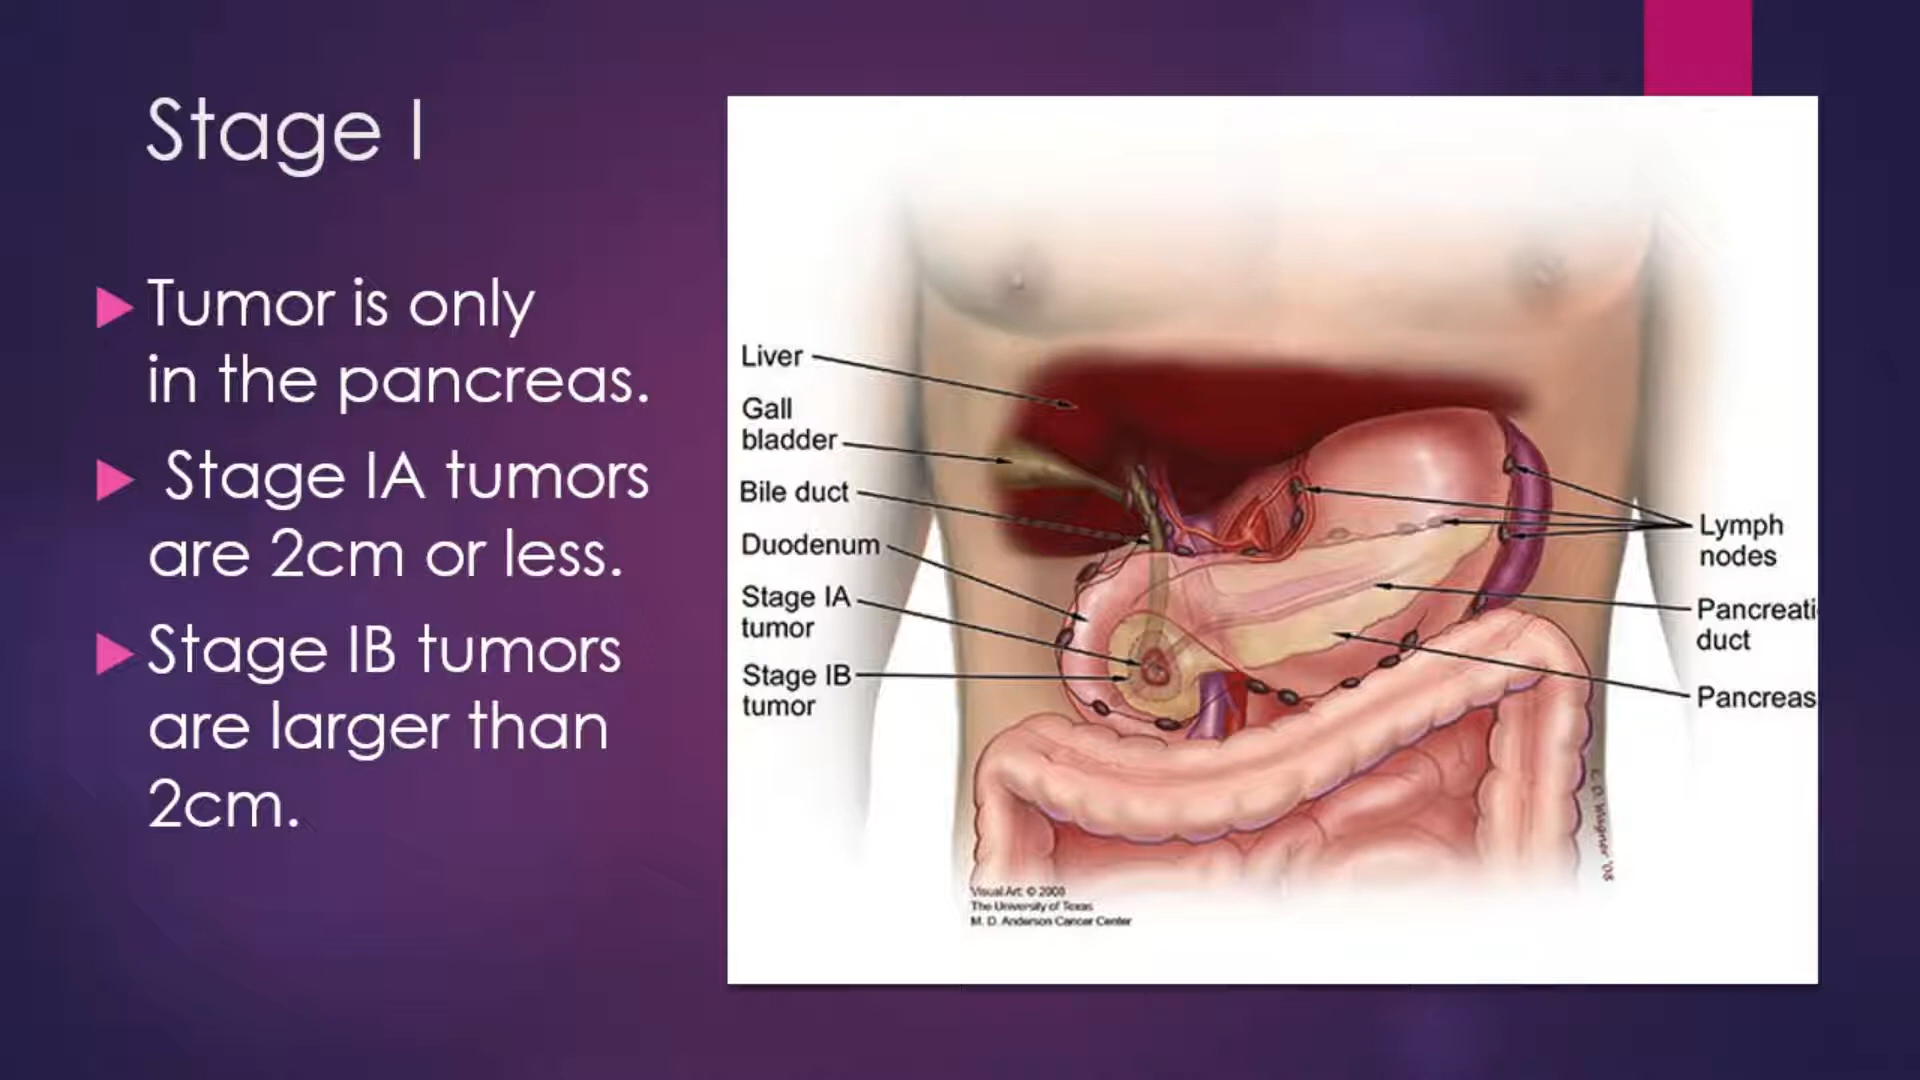 Stage I
Tumor is only
in the pancreas.
Stage IA tumors
are 2cm or less.
Stage IB tumors
are larger than
2cm.
Liver
Gall
bladder
Bile duct
Duodenum
Stage IA
tumor
Stage IB
tumor
Lymph
nodes
Pancreati
duct
Pancreas
Visual Art: © 2008
The University of Texas
M. D. Anderson Cancer Center
L. D. Wagner '08